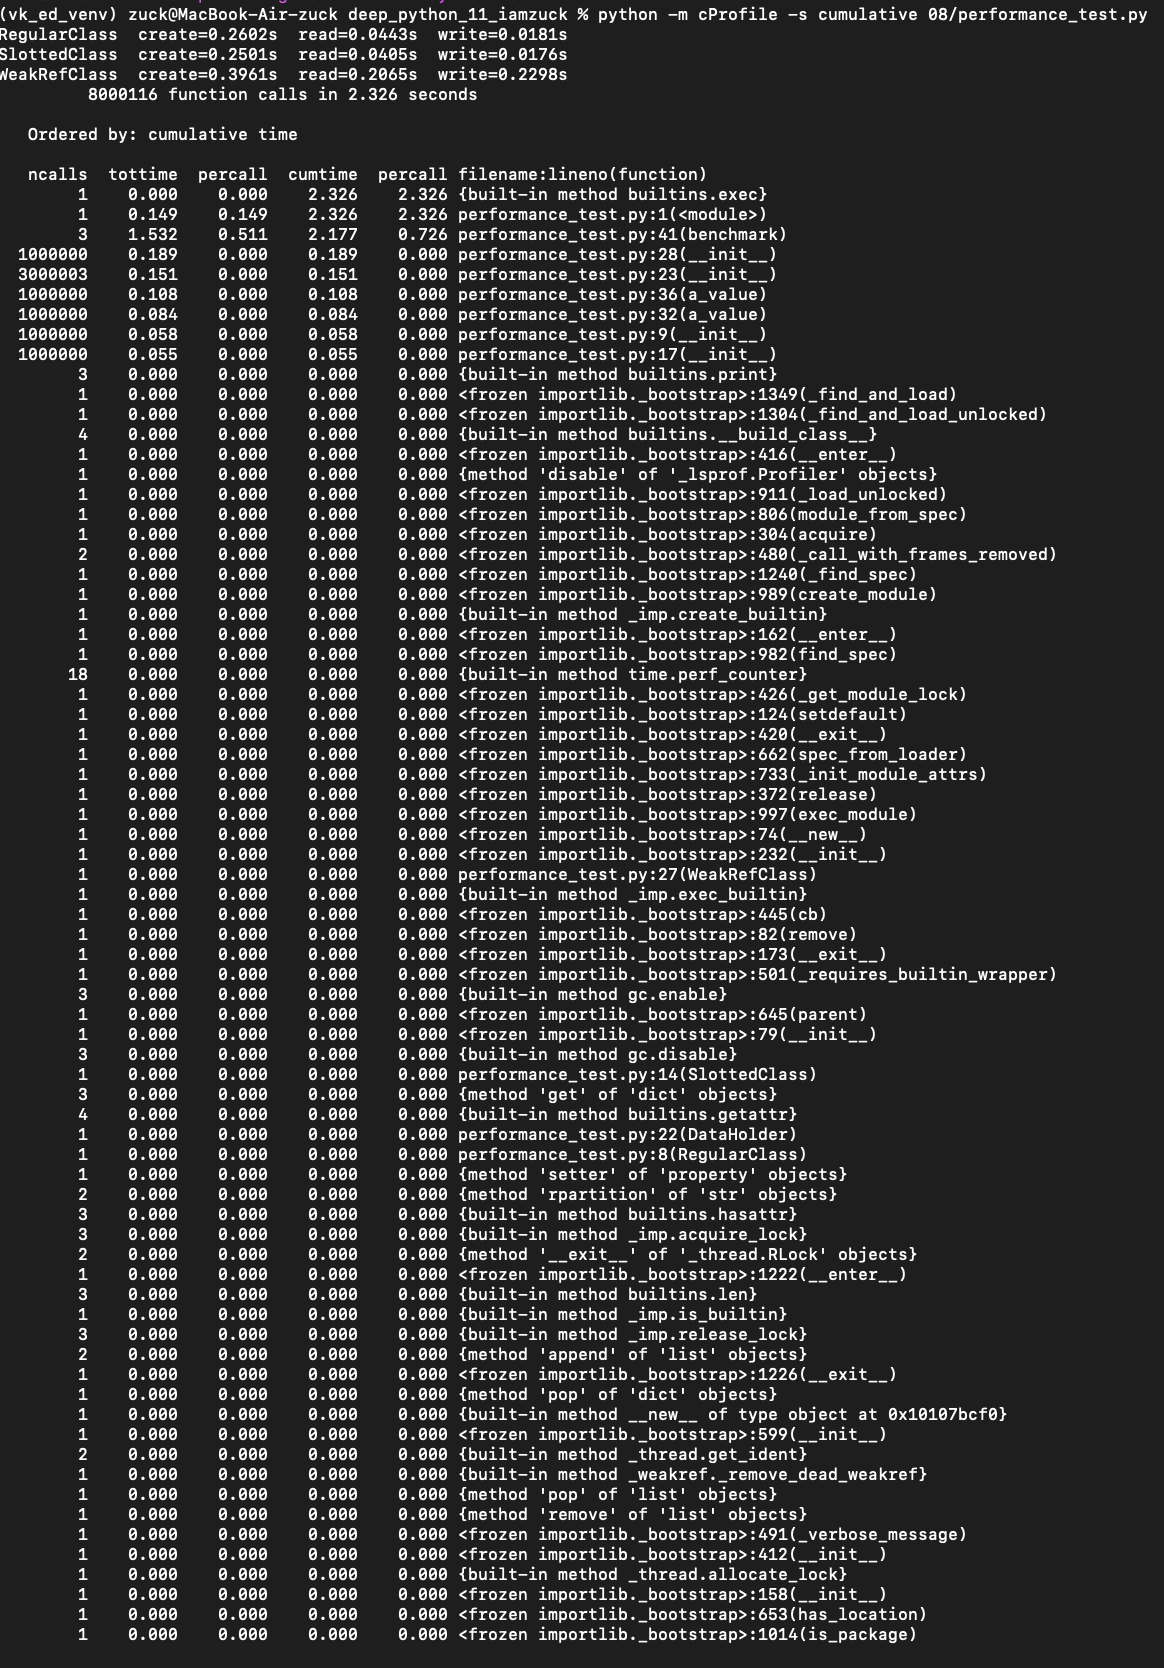 (vk_ed_venv) zuck@MacBook-Air-zuck deep_python_11_iamzuck % python -m cProfile -s cumulative 08/performance_test.py
RegularClass  create=0.2602s  read=0.0443s  write=0.0181s
SlottedClass  create=0.2501s  read=0.0405s  write=0.0176s
WeakRefClass  create=0.3961s  read=0.2065s  write=0.2298s
         8000116 function calls in 2.326 seconds
   Ordered by: cumulative time
   ncalls  tottime  percall  cumtime  percall filename:lineno(function)
        1    0.000    0.000    2.326    2.326 {built-in method builtins.exec}
        1    0.149    0.149    2.326    2.326 performance_test.py:1(<module>)
        3    1.532    0.511    2.177    0.726 performance_test.py:41(benchmark)
  1000000    0.189    0.000    0.189    0.000 performance_test.py:28(__init__)
  3000003    0.151    0.000    0.151    0.000 performance_test.py:23(__init__)
  1000000    0.108    0.000    0.108    0.000 performance_test.py:36(a_value)
  1000000    0.084    0.000    0.084    0.000 performance_test.py:32(a_value)
  1000000    0.058    0.000    0.058    0.000 performance_test.py:9(__init__)
  1000000    0.055    0.000    0.055    0.000 performance_test.py:17(__init__)
        3    0.000    0.000    0.000    0.000 {built-in method builtins.print}
        1    0.000    0.000    0.000    0.000 <frozen importlib._bootstrap>:1349(_find_and_load)
        1    0.000    0.000    0.000    0.000 <frozen importlib._bootstrap>:1304(_find_and_load_unlocked)
        4    0.000    0.000    0.000    0.000 {built-in method builtins.__build_class__}
        1    0.000    0.000    0.000    0.000 <frozen importlib._bootstrap>:416(__enter__)
        1    0.000    0.000    0.000    0.000 {method 'disable' of '_lsprof.Profiler' objects}
        1    0.000    0.000    0.000    0.000 <frozen importlib._bootstrap>:911(_load_unlocked)
        1    0.000    0.000    0.000    0.000 <frozen importlib._bootstrap>:806(module_from_spec)
        1    0.000    0.000    0.000    0.000 <frozen importlib._bootstrap>:304(acquire)
        2    0.000    0.000    0.000    0.000 <frozen importlib._bootstrap>:480(_call_with_frames_removed)
        1    0.000    0.000    0.000    0.000 <frozen importlib._bootstrap>:1240(_find_spec)
        1    0.000    0.000    0.000    0.000 <frozen importlib._bootstrap>:989(create_module)
        1    0.000    0.000    0.000    0.000 {built-in method _imp.create_builtin}
        1    0.000    0.000    0.000    0.000 <frozen importlib._bootstrap>:162(__enter__)
        1    0.000    0.000    0.000    0.000 <frozen importlib._bootstrap>:982(find_spec)
       18    0.000    0.000    0.000    0.000 {built-in method time.perf_counter}
        1    0.000    0.000    0.000    0.000 <frozen importlib._bootstrap>:426(_get_module_lock)
        1    0.000    0.000    0.000    0.000 <frozen importlib._bootstrap>:124(setdefault)
        1    0.000    0.000    0.000    0.000 <frozen importlib._bootstrap>:420(__exit__)
        1    0.000    0.000    0.000    0.000 <frozen importlib._bootstrap>:662(spec_from_loader)
        1    0.000    0.000    0.000    0.000 <frozen importlib._bootstrap>:733(_init_module_attrs)
        1    0.000    0.000    0.000    0.000 <frozen importlib._bootstrap>:372(release)
        1    0.000    0.000    0.000    0.000 <frozen importlib._bootstrap>:997(exec_module)
        1    0.000    0.000    0.000    0.000 <frozen importlib._bootstrap>:74(__new__)
        1    0.000    0.000    0.000    0.000 <frozen importlib._bootstrap>:232(__init__)
        1    0.000    0.000    0.000    0.000 performance_test.py:27(WeakRefClass)
        1    0.000    0.000    0.000    0.000 {built-in method _imp.exec_builtin}
        1    0.000    0.000    0.000    0.000 <frozen importlib._bootstrap>:445(cb)
        1    0.000    0.000    0.000    0.000 <frozen importlib._bootstrap>:82(remove)
        1    0.000    0.000    0.000    0.000 <frozen importlib._bootstrap>:173(__exit__)
        1    0.000    0.000    0.000    0.000 <frozen importlib._bootstrap>:501(_requires_builtin_wrapper)
        3    0.000    0.000    0.000    0.000 {built-in method gc.enable}
        1    0.000    0.000    0.000    0.000 <frozen importlib._bootstrap>:645(parent)
        1    0.000    0.000    0.000    0.000 <frozen importlib._bootstrap>:79(__init__)
        3    0.000    0.000    0.000    0.000 {built-in method gc.disable}
        1    0.000    0.000    0.000    0.000 performance_test.py:14(SlottedClass)
        3    0.000    0.000    0.000    0.000 {method 'get' of 'dict' objects}
        4    0.000    0.000    0.000    0.000 {built-in method builtins.getattr}
        1    0.000    0.000    0.000    0.000 performance_test.py:22(DataHolder)
        1    0.000    0.000    0.000    0.000 performance_test.py:8(RegularClass)
        1    0.000    0.000    0.000    0.000 {method 'setter' of 'property' objects}
        2    0.000    0.000    0.000    0.000 {method 'rpartition' of 'str' objects}
        3    0.000    0.000    0.000    0.000 {built-in method builtins.hasattr}
        3    0.000    0.000    0.000    0.000 {built-in method _imp.acquire_lock}
        2    0.000    0.000    0.000    0.000 {method '__exit__' of '_thread.RLock' objects}
        1    0.000    0.000    0.000    0.000 <frozen importlib._bootstrap>:1222(__enter__)
        3    0.000    0.000    0.000    0.000 {built-in method builtins.len}
        1    0.000    0.000    0.000    0.000 {built-in method _imp.is_builtin}
        3    0.000    0.000    0.000    0.000 {built-in method _imp.release_lock}
        2    0.000    0.000    0.000    0.000 {method 'append' of 'list' objects}
        1    0.000    0.000    0.000    0.000 <frozen importlib._bootstrap>:1226(__exit__)
        1    0.000    0.000    0.000    0.000 {method 'pop' of 'dict' objects}
        1    0.000    0.000    0.000    0.000 {built-in method __new__ of type object at 0x10107bcf0}
        1    0.000    0.000    0.000    0.000 <frozen importlib._bootstrap>:599(__init__)
        2    0.000    0.000    0.000    0.000 {built-in method _thread.get_ident}
        1    0.000    0.000    0.000    0.000 {built-in method _weakref._remove_dead_weakref}
        1    0.000    0.000    0.000    0.000 {method 'pop' of 'list' objects}
        1    0.000    0.000    0.000    0.000 {method 'remove' of 'list' objects}
        1    0.000    0.000    0.000    0.000 <frozen importlib._bootstrap>:491(_verbose_message)
        1    0.000    0.000    0.000    0.000 <frozen importlib._bootstrap>:412(__init__)
        1    0.000    0.000    0.000    0.000 {built-in method _thread.allocate_lock}
        1    0.000    0.000    0.000    0.000 <frozen importlib._bootstrap>:158(__init__)
        1    0.000    0.000    0.000    0.000 <frozen importlib._bootstrap>:653(has_location)
        1    0.000    0.000    0.000    0.000 <frozen importlib._bootstrap>:1014(is_package)